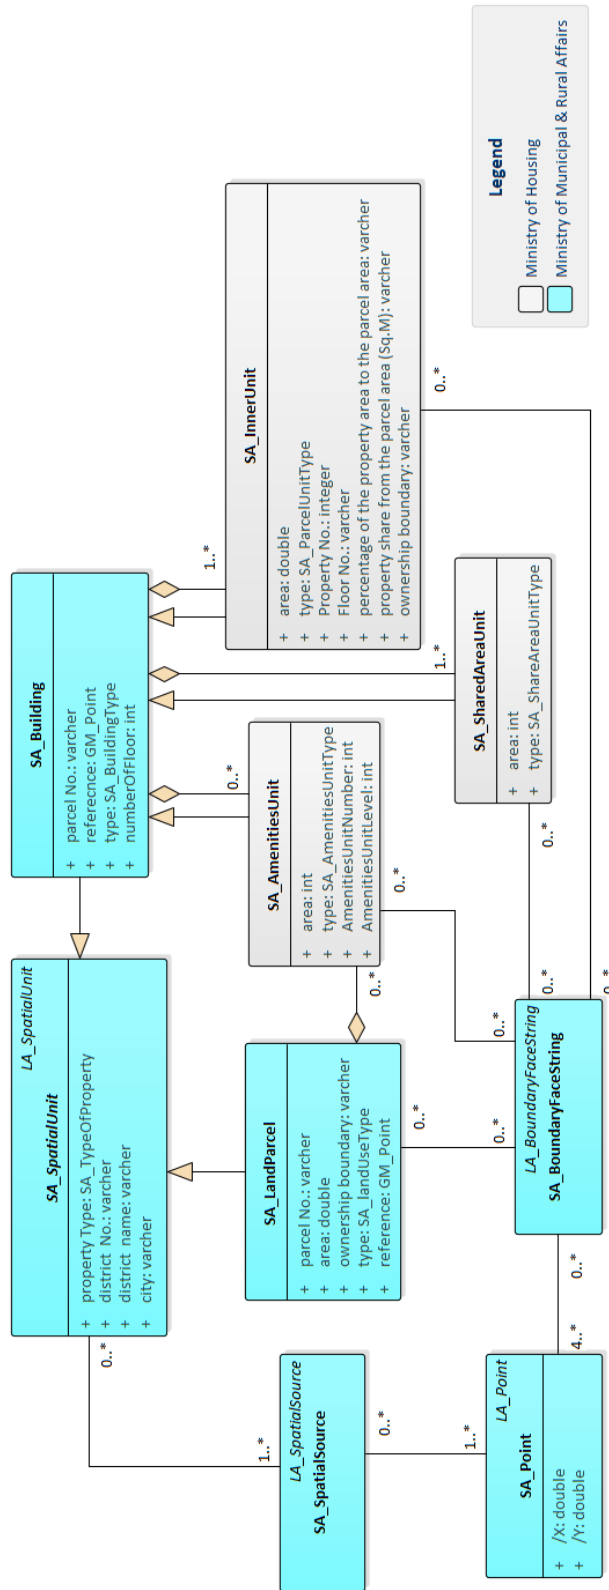 LA_SpatialUnit
SA_SpatialUnit
+ property Type: SA_TypeOfProperty
+ district No.: varcher
+ district name: varcher
+ city: varcher
SA_Building
+ parcel No.: varcher
+ referecne: GM_Point
+ type: SA_BuildingType
+ numberOfFloor: int
0..*
1..*
LA_SpatialSource
SA_SpatialSource
SA_LandParcel
+ parcel No.: varcher
+ area: double
+ ownership boundary: varcher
+ type: SA_landUseType
+ reference: GM_Point
0..*
0..*
SA_AmenitiesUnit
+ area: int
+ type: SA_AmenitiesUnitType
+ AmenitiesUnitNumber: int
+ AmenitiesUnitLevel: int
1..*
SA_InnerUnit
+ area: double
+ type: SA_ParcelUnitType
+ Property No.: integer
+ Floor No.: varcher
+ percentage of the property area to the parcel area: varcher
+ property share from the parcel area (Sq.M): varcher
+ ownership boundary: varcher
0..*
1..*
0..*
0..*
0..*
0..*
0..*
1..*
SA_SharedAreaUnit
+ area: int
+ type: SA_ShareAreaUnitType
0..*
LA_Point
SA_Point
+ /X: double
+ /Y: double
4..*
0..*
LA_BoundaryFaceString
SA_BoundaryFaceString
0..*
0..*
Legend
Ministry of Housing
Ministry of Municipal & Rural Affairs